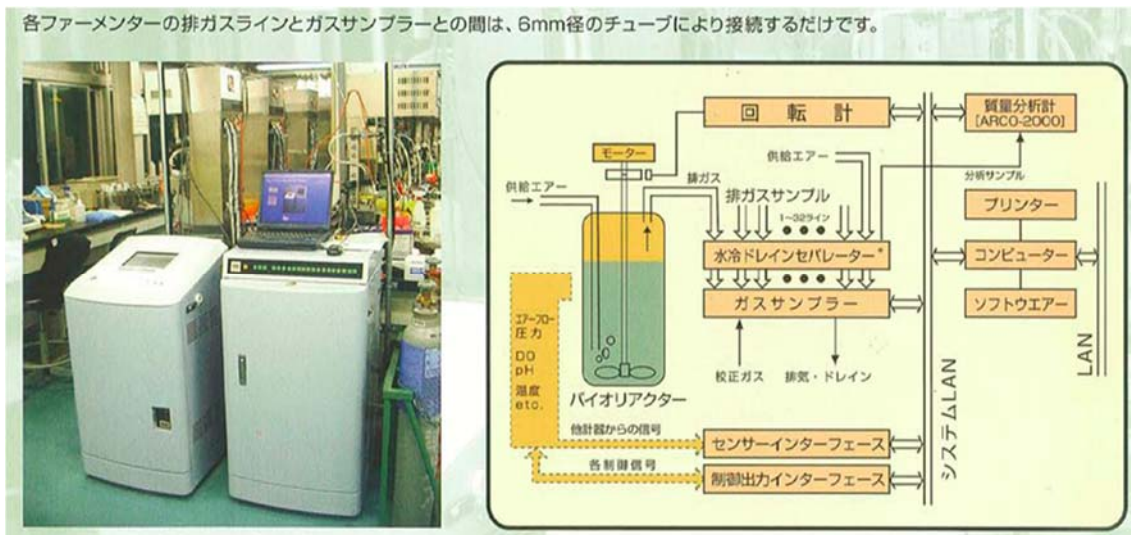 各ファーメンターの排ガスラインとガスサンプラーとの間は、6mm径のチューブにより接続するだけです。
回転計
質量分析計
[ARCO-2000]
モーター
供給エアー
供給エアー
排ガス
排ガスサンプル
分析サンプル
1〜32ライン
プリンター
水冷ドレインセパレーター*
コンピューター
ガスサンプラー
ソフトウエアー
エアーフロー
圧力
DO
pH
温度
etc.
校正ガス
排気・ドレイン
バイオリアクター
LAN
システムLAN
他計器からの信号
センサーインターフェース
各制御信号
制御出力インターフェース